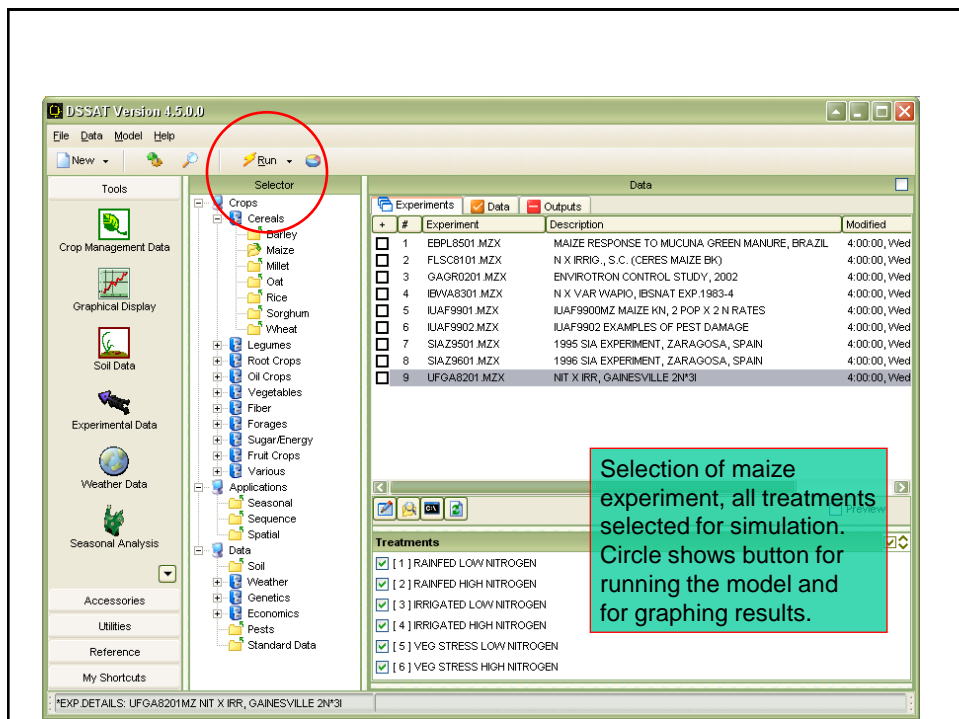 DSSAT Version 4.5.0.0
File Data Model Help
New Run
Tools
Crop Management Data
Graphical Display
Soil Data
Experimental Data
Weather Data
Seasonal Analysis
Accessories
Utilities
Reference
My Shortcuts
Selector
Crops
Cereals
Barley
Maize
Millet
Oat
Rice
Sorghum
Wheat
Legumes
Root Crops
Oil Crops
Vegetables
Fiber
Forages
Sugar/Energy
Fruit Crops
Various
Applications
Seasonal
Sequence
Spatial
Data
Soil
Weather
Genetics
Economics
Pests
Standard Data
Data
Experiments Data Outputs
+ # Experiment Description Modified
1 EBPL8501.MZX MAIZE RESPONSE TO MUCUNA GREEN MANURE, BRAZIL 4:00:00, Wed
2 FLSC8101.MZX N X IRRIG., S.C. (CERES MAIZE BK) 4:00:00, Wed
3 GAGR0201.MZX ENVIROTRON CONTROL STUDY, 2002 4:00:00, Wed
4 IBWA8301.MZX N X VAR WAPIO, IBSNAT EXP.1983-4 4:00:00, Wed
5 IUAF9901.MZX IUAF9900MZ MAIZE KN, 2 POP X 2 N RATES 4:00:00, Wed
6 IUAF9902.MZX IUAF9902 EXAMPLES OF PEST DAMAGE 4:00:00, Wed
7 SIAZ9501.MZX 1995 SIA EXPERIMENT, ZARAGOSA, SPAIN 4:00:00, Wed
8 SIAZ9601.MZX 1996 SIA EXPERIMENT, ZARAGOSA, SPAIN 4:00:00, Wed
9 UFGA8201.MZX NIT X IRR, GAINESVILLE 2N*3I 4:00:00, Wed
Preview
Selection of maize
experiment, all treatments
selected for simulation.
Circle shows button for
running the model and
for graphing results.
Treatments
[ 1 ] RAINFED LOW NITROGEN
[ 2 ] RAINFED HIGH NITROGEN
[ 3 ] IRRIGATED LOW NITROGEN
[ 4 ] IRRIGATED HIGH NITROGEN
[ 5 ] VEG STRESS LOW NITROGEN
[ 6 ] VEG STRESS HIGH NITROGEN
*EXP.DETAILS: UFGA8201MZ NIT X IRR, GAINESVILLE 2N*3I